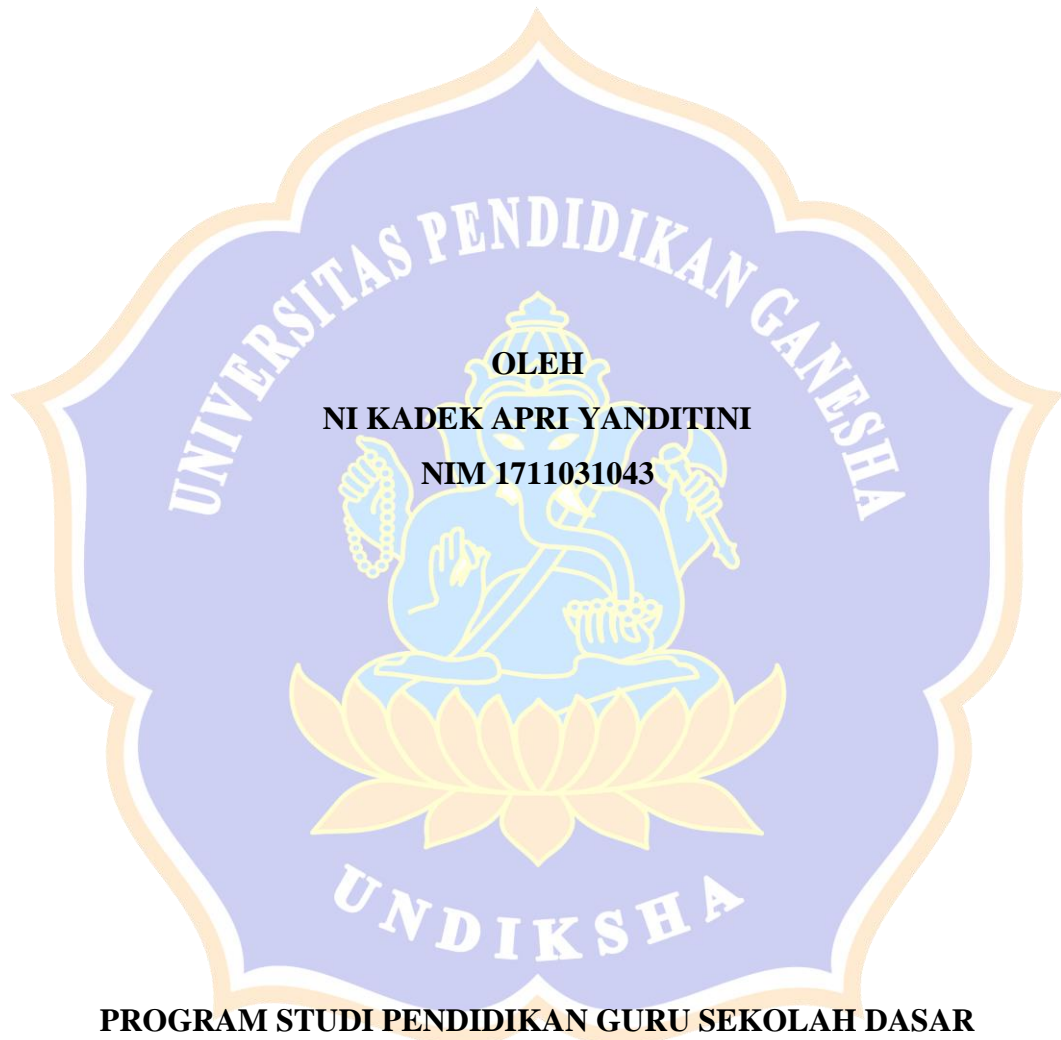 UNIVERSITAS PENDIDIKAN GANESHA
OLEH
NI KADEK APRI YANDITINI
NIM 1711031043
UNDIKSHA
PROGRAM STUDI PENDIDIKAN GURU SEKOLAH DASAR